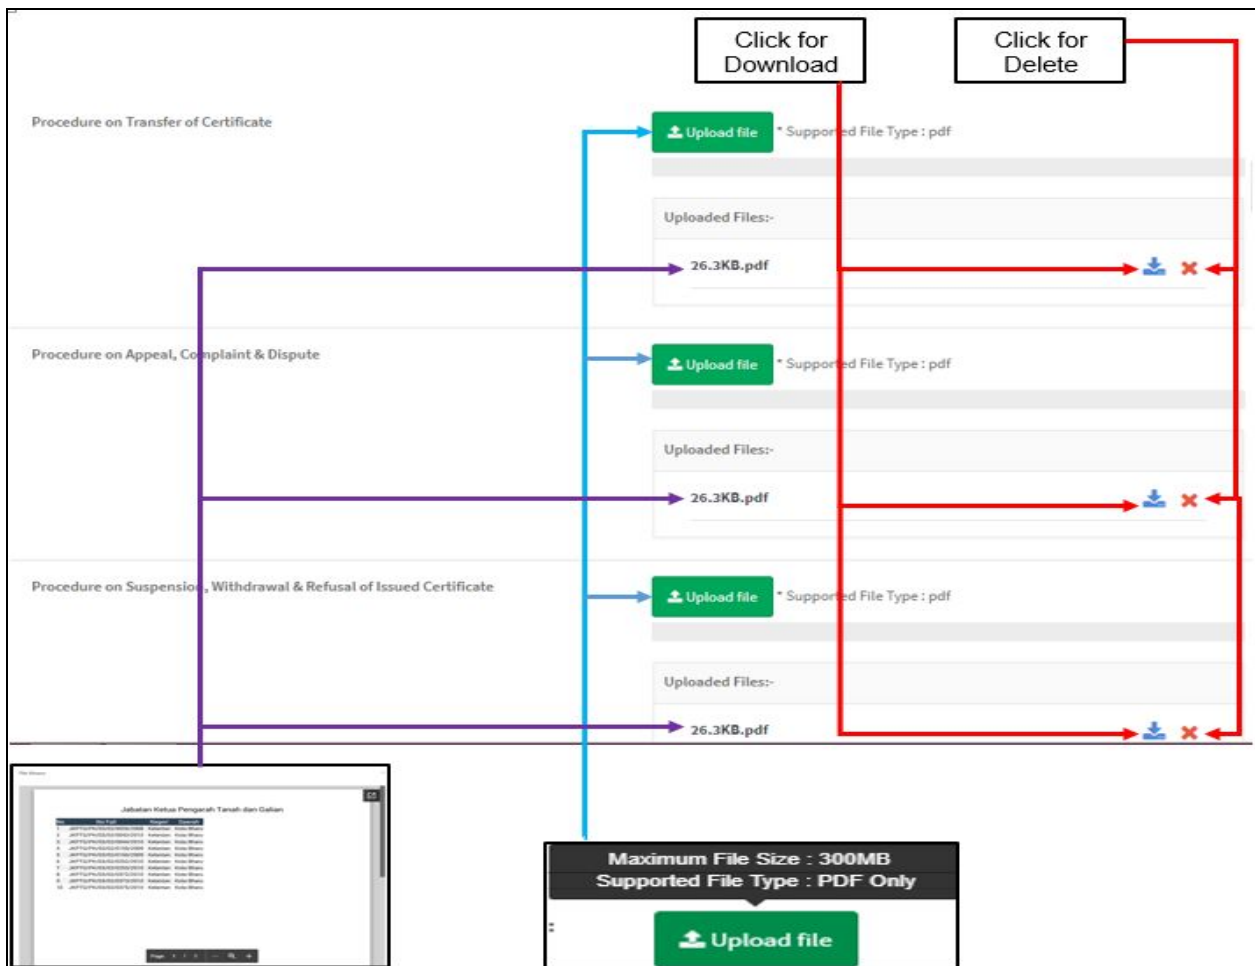 Click for
Download
Click for
Delete
Procedure on Transfer of Certificate
Upload file * Supported File Type : pdf
Uploaded Files:-
26.3KB.pdf
Procedure on Appeal, Complaint & Dispute
Upload file * Supported File Type : pdf
Uploaded Files:-
26.3KB.pdf
Procedure on Suspension, Withdrawal & Refusal of Issued Certificate
Upload file * Supported File Type : pdf
Uploaded Files:-
26.3KB.pdf
Jabatan Ketua Pengarah Tanah dan Galian
Maximum File Size : 300MB
Supported File Type : PDF Only
Upload file